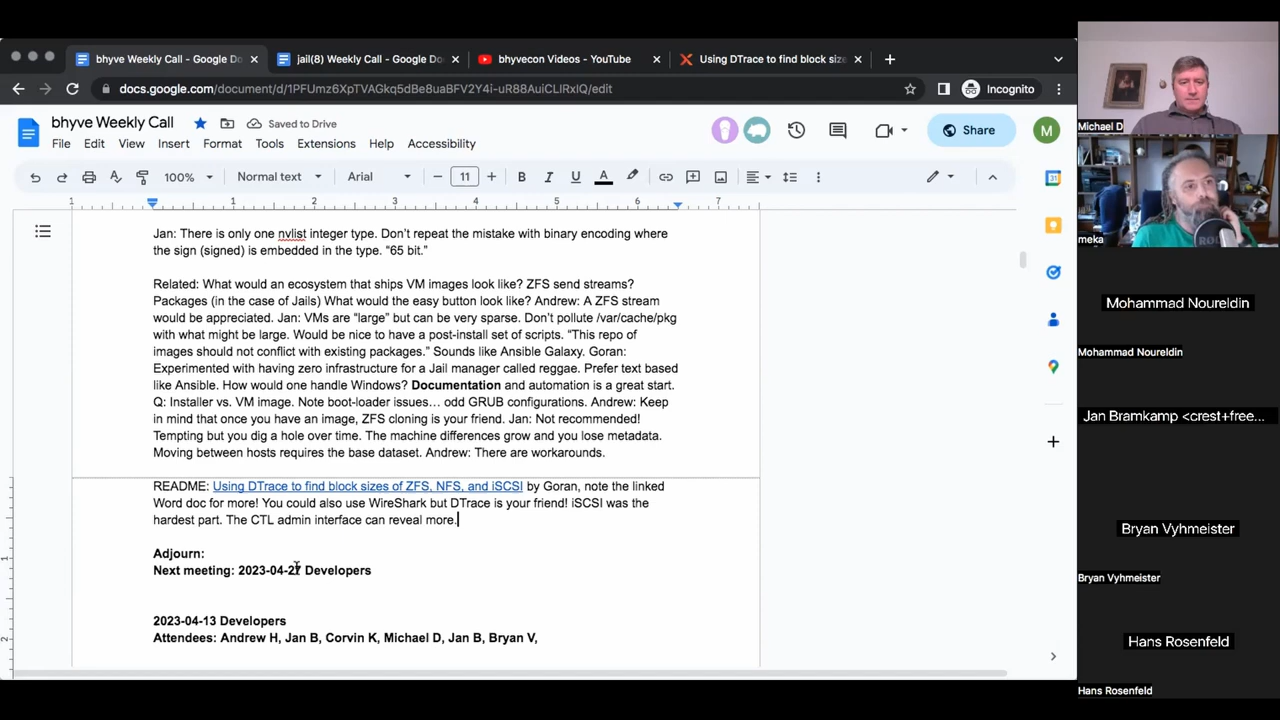 bhyve Weekly Call - Google Do
jail(8) Weekly Call - Google Do
bhyvecon Videos - YouTube
Using DTrace to find block size
docs.google.com/document/d/1PFUmz6XpTVAGkq5dBe8uaBFV2Y4i-uR88AuiCLlRxlQ/edit
Incognito
bhyve Weekly Call
Saved to Drive
File Edit View Insert Format Tools Extensions Help Accessibility
Share
M
100%
Normal text
Arial
11
1 1 2 3 4 5 6 7
Jan: There is only one nvlist integer type. Don't repeat the mistake with binary encoding where
the sign (signed) is embedded in the type. "65 bit."
Related: What would an ecosystem that ships VM images look like? ZFS send streams?
Packages (in the case of Jails) What would the easy button look like? Andrew: A ZFS stream
would be appreciated. Jan: VMs are "large" but can be very sparse. Don't pollute /var/cache/pkg
with what might be large. Would be nice to have a post-install set of scripts. "This repo of
images should not conflict with existing packages." Sounds like Ansible Galaxy. Goran:
Experimented with having zero infrastructure for a Jail manager called reggae. Prefer text based
like Ansible. How would one handle Windows? Documentation and automation is a great start.
Q: Installer vs. VM image. Note boot-loader issues… odd GRUB configurations. Andrew: Keep
in mind that once you have an image, ZFS cloning is your friend. Jan: Not recommended!
Tempting but you dig a hole over time. The machine differences grow and you lose metadata.
Moving between hosts requires the base dataset. Andrew: There are workarounds.
README: Using DTrace to find block sizes of ZFS, NFS, and iSCSI by Goran, note the linked
Word doc for more! You could also use WireShark but DTrace is your friend! iSCSI was the
hardest part. The CTL admin interface can reveal more.
Adjourn:
Next meeting: 2023-04-27 Developers
2023-04-13 Developers
Attendees: Andrew H, Jan B, Corvin K, Michael D, Jan B, Bryan V,
1
2
Michael D
meka
Mohammad Noureldin
Mohammad Noureldin
Jan Bramkamp <crest+free...
Bryan Vyhmeister
Bryan Vyhmeister
Hans Rosenfeld
Hans Rosenfeld